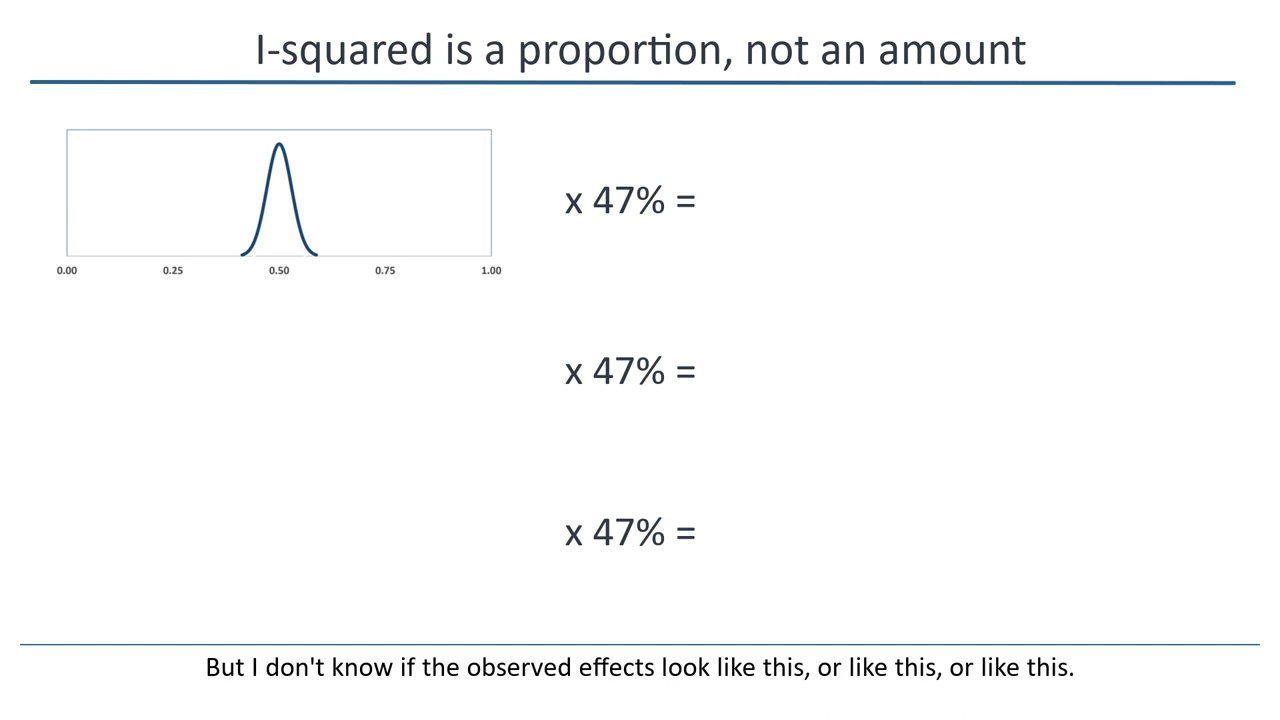 I-squared is a proportion, not an amount
x 47% =
0.00 0.25 0.50 0.75 1.00
x 47% =
x 47% =
But I don't know if the observed effects look like this, or like this, or like this.